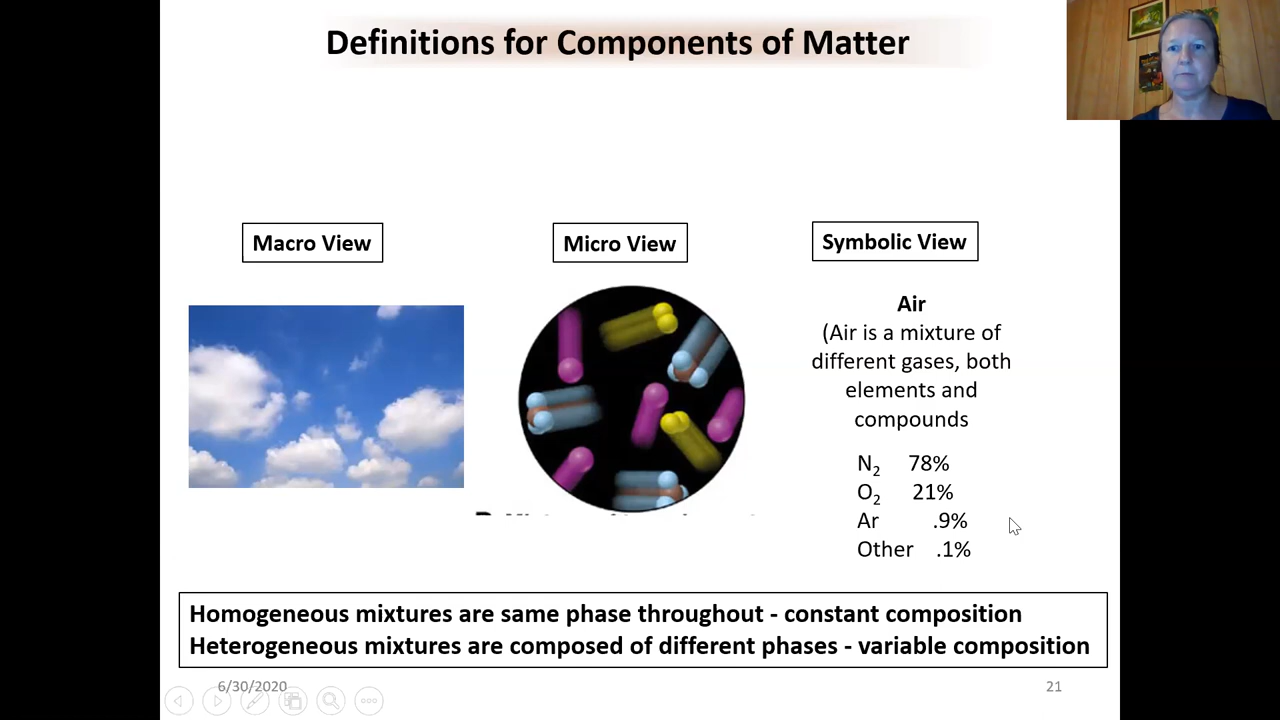 Definitions for Components of Matter
Macro View
Micro View
Symbolic View
Air
(Air is a mixture of
different gases, both
elements and
compounds
N₂ 78%
O₂ 21%
Ar .9%
Other .1%
Homogeneous mixtures are same phase throughout - constant composition
Heterogeneous mixtures are composed of different phases - variable composition
6/30/2020
21